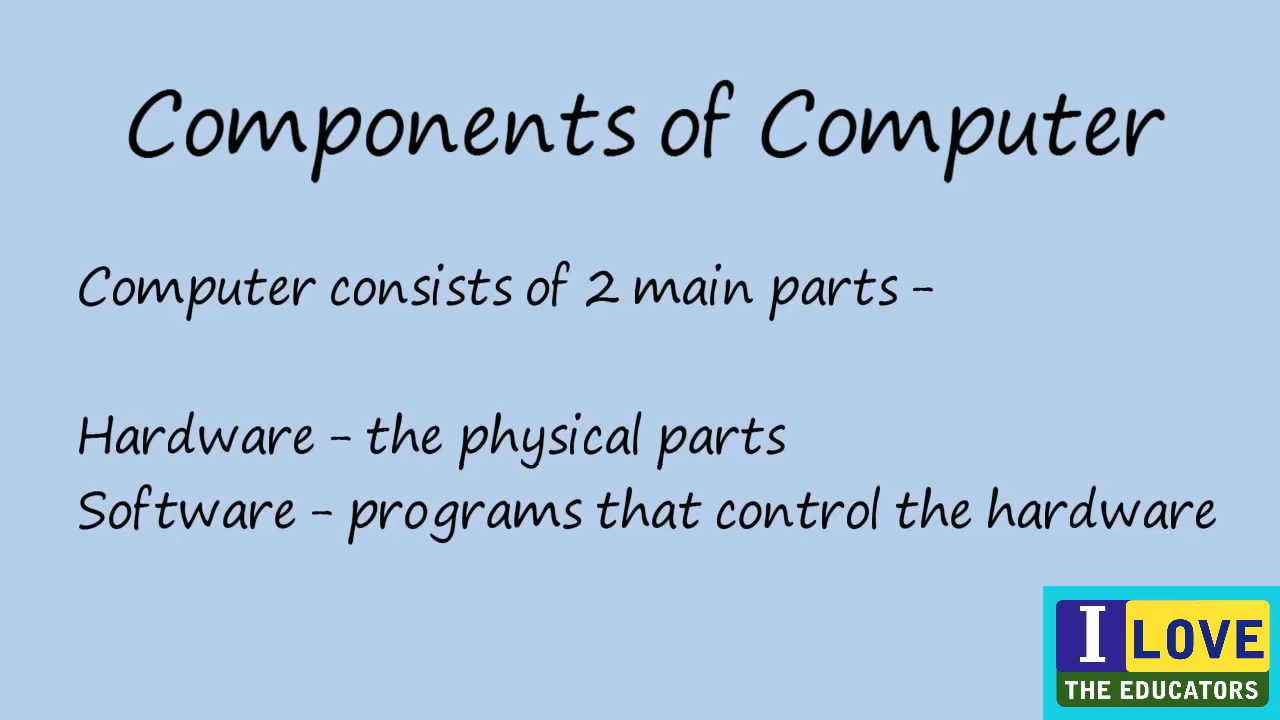 Components of Computer
Computer consists of 2 main parts -
Hardware - the physical parts
Software - programs that control the hardware
I LOVE
THE EDUCATORS